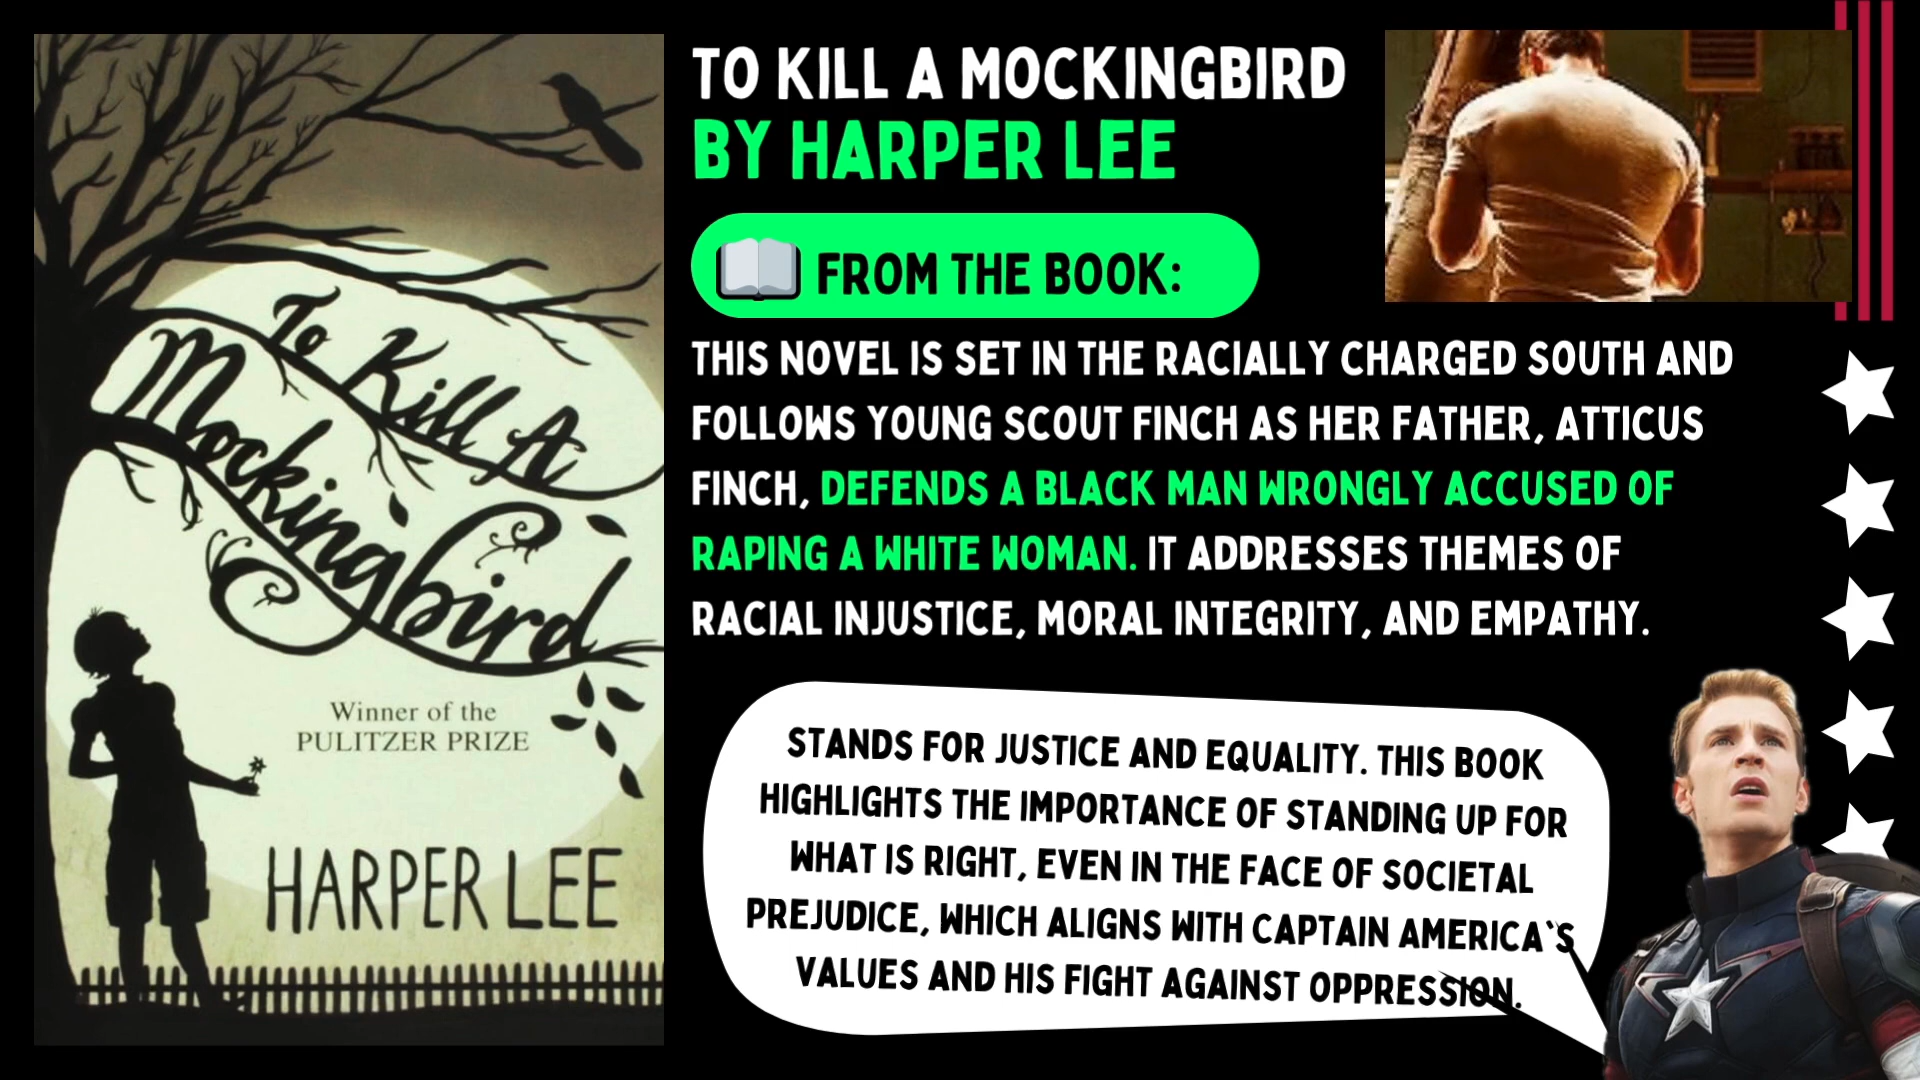 To Kill A
Mockingbird
Winner of the
PULITZER PRIZE
HARPER LEE
TO KILL A MOCKINGBIRD
BY HARPER LEE
FROM THE BOOK:
THIS NOVEL IS SET IN THE RACIALLY CHARGED SOUTH AND
FOLLOWS YOUNG SCOUT FINCH AS HER FATHER, ATTICUS
FINCH, DEFENDS A BLACK MAN WRONGLY ACCUSED OF
RAPING A WHITE WOMAN. IT ADDRESSES THEMES OF
RACIAL INJUSTICE, MORAL INTEGRITY, AND EMPATHY.
STANDS FOR JUSTICE AND EQUALITY. THIS BOOK
HIGHLIGHTS THE IMPORTANCE OF STANDING UP FOR
WHAT IS RIGHT, EVEN IN THE FACE OF SOCIETAL
PREJUDICE, WHICH ALIGNS WITH CAPTAIN AMERICA'S
VALUES AND HIS FIGHT AGAINST OPPRESSION.